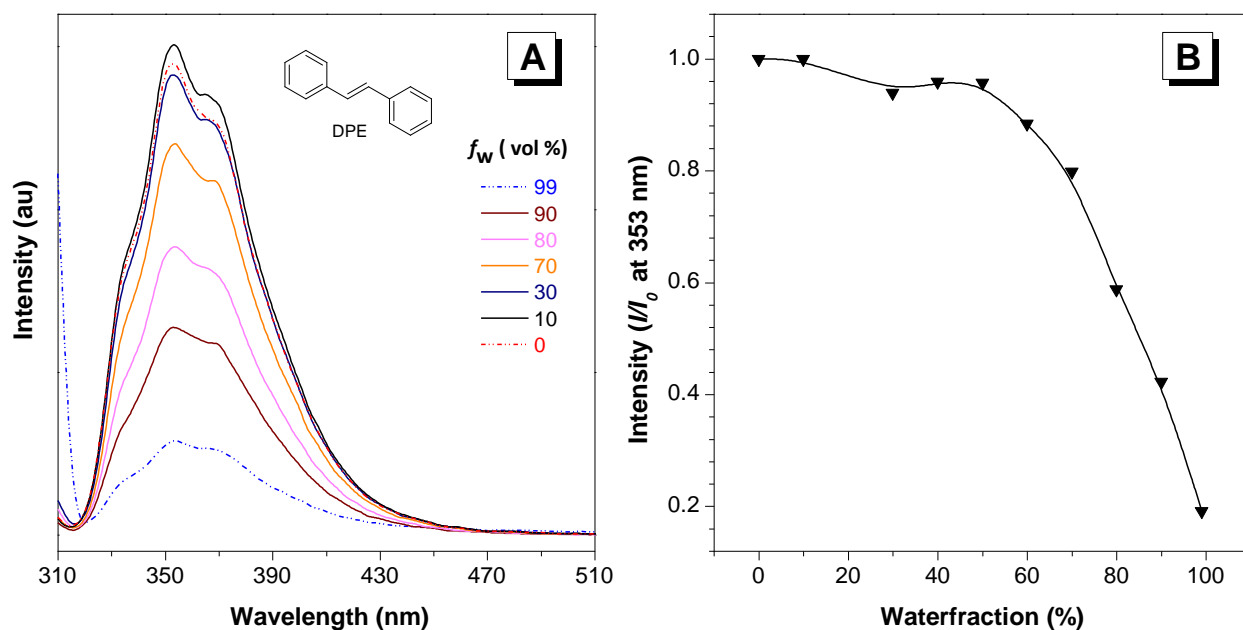 A
DPE
fw ( vol %)
99
90
80
70
30
10
0
Intensity (au)
310 350 390 430 470 510
Wavelength (nm)
B
1.0
0.8
0.6
0.4
0.2
Intensity (I/I0 at 353 nm)
0 20 40 60 80 100
Waterfraction (%)